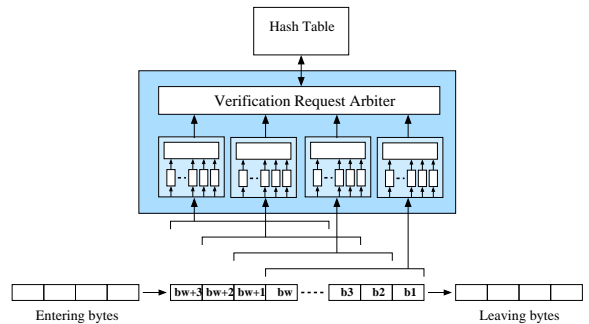 Hash Table
Verification Request Arbiter
bw+3 bw+2 bw+1 bw b3 b2 b1
Entering bytes Leaving bytes